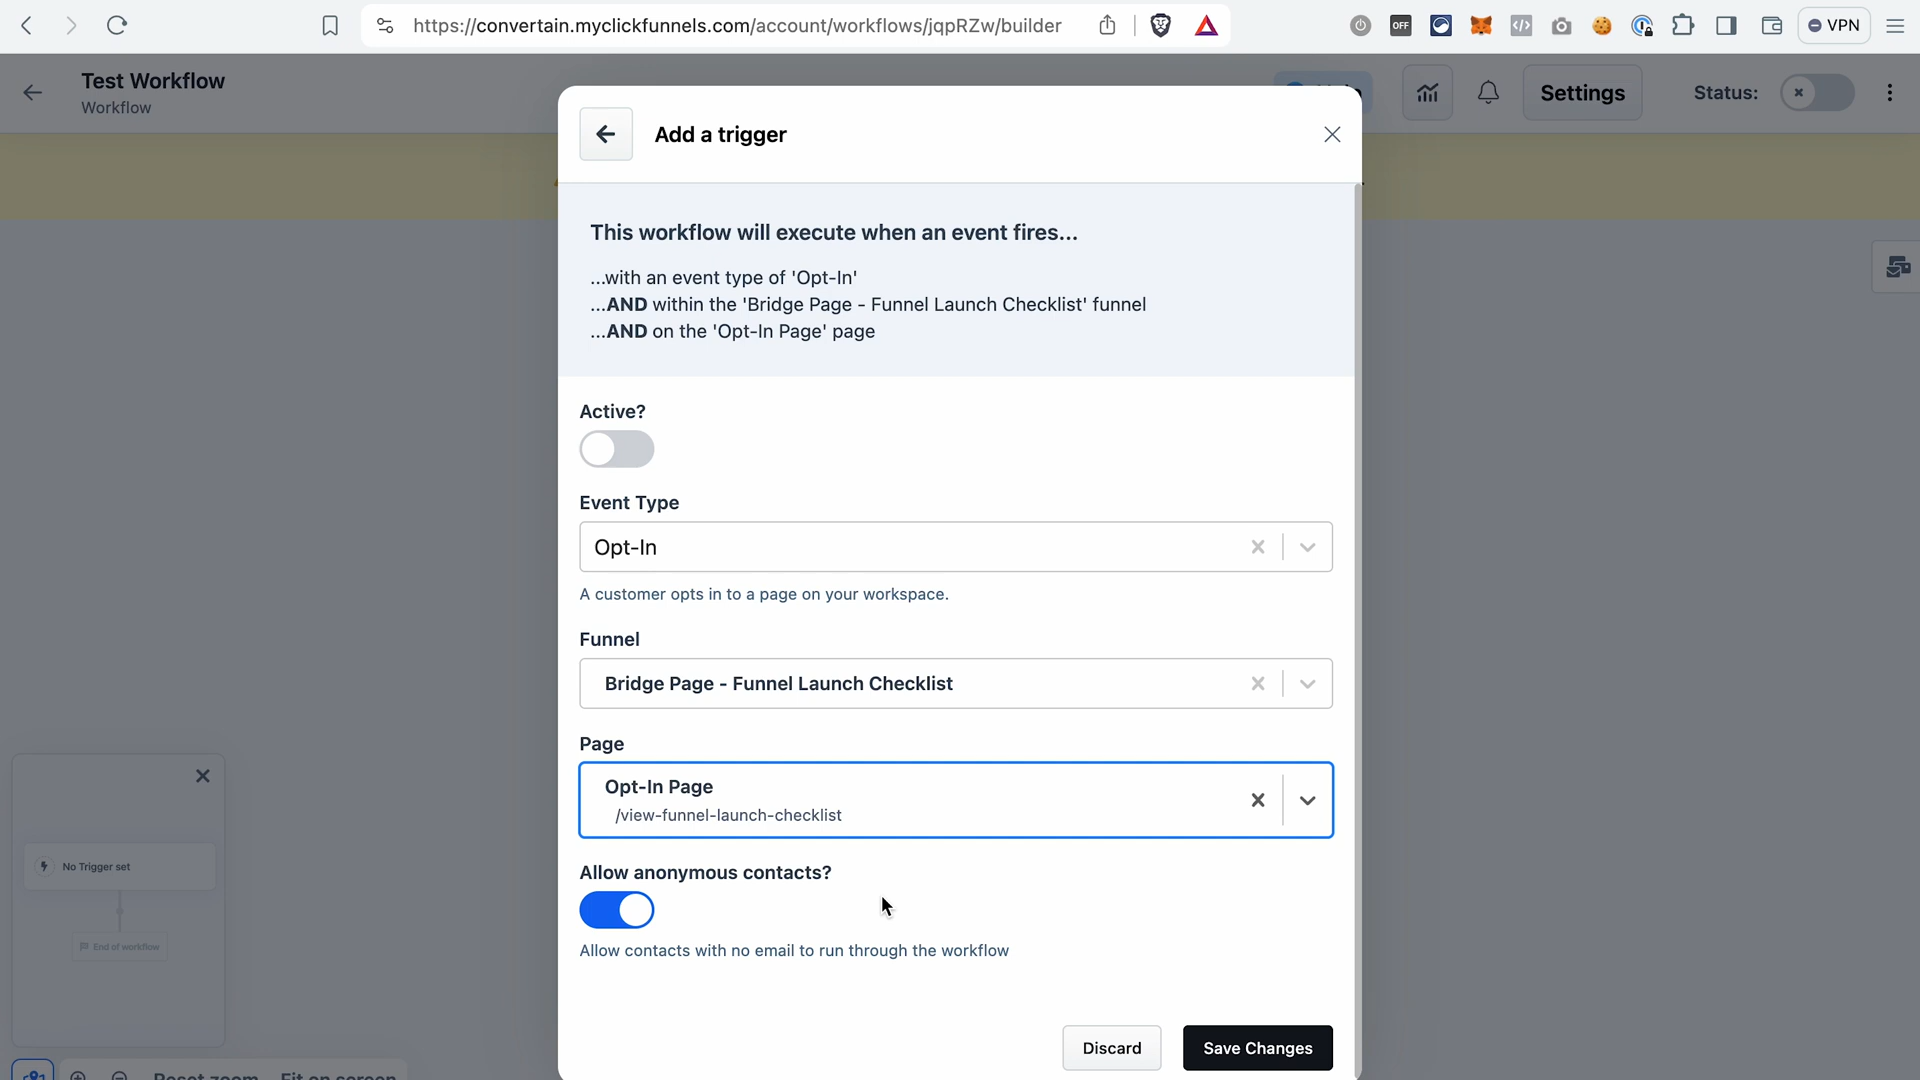 https://convertain.myclickfunnels.com/account/workflows/jqpRZw/builder
OFF
VPN
Test Workflow
Workflow
Settings
Status:
Add a trigger
This workflow will execute when an event fires...
...with an event type of 'Opt-In'
...AND within the 'Bridge Page - Funnel Launch Checklist' funnel
...AND on the 'Opt-In Page' page
Active?
Event Type
Opt-In
A customer opts in to a page on your workspace.
Funnel
Bridge Page - Funnel Launch Checklist
Page
Opt-In Page
/view-funnel-launch-checklist
Allow anonymous contacts?
Allow contacts with no email to run through the workflow
Discard
Save Changes
No Trigger set
End of workflow
Reset zoom
Fit on screen